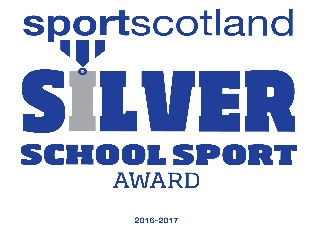 sportscotland
SILVER
SCHOOL SPORT
AWARD
2016-2017